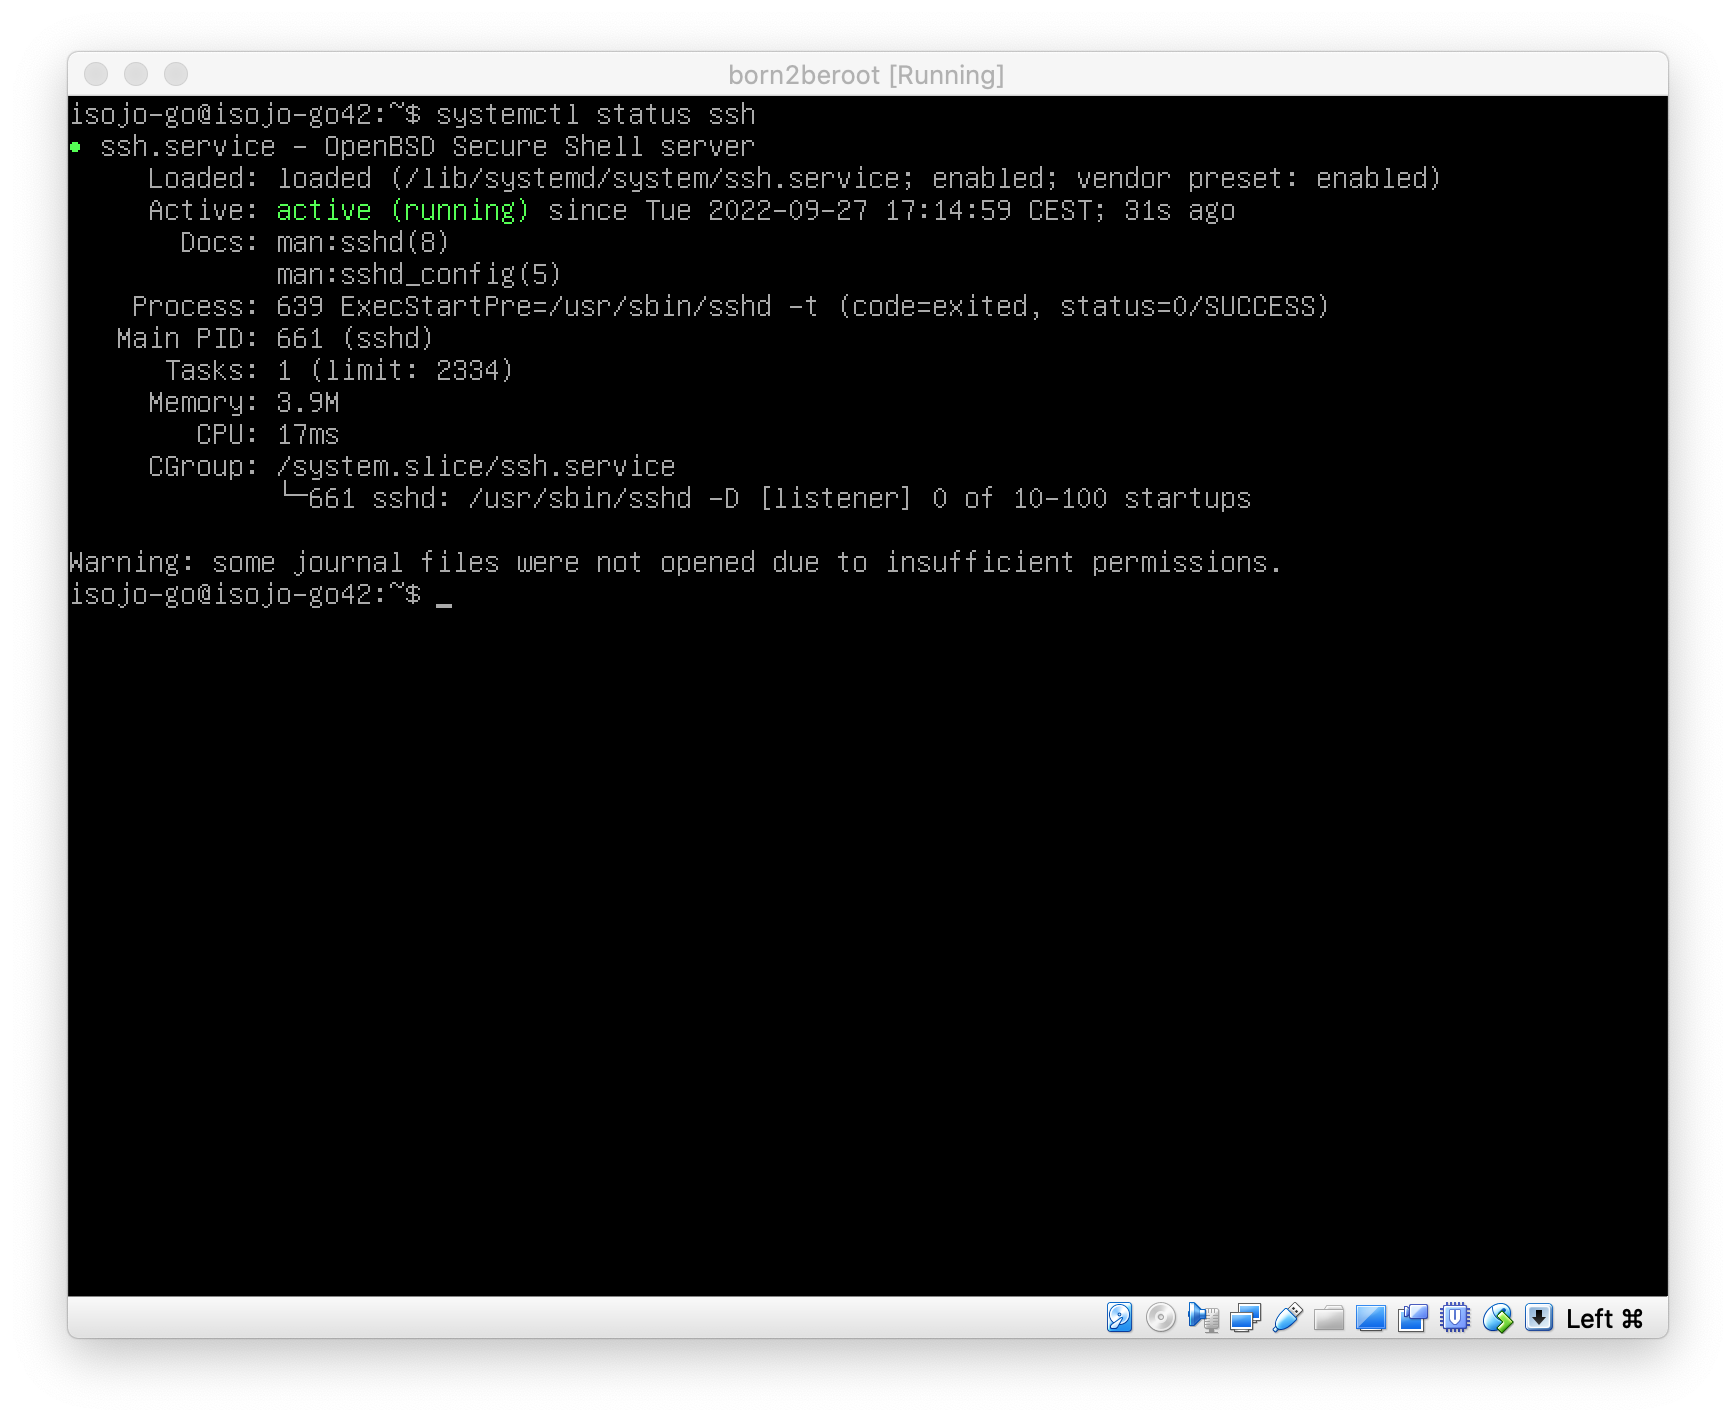 born2beroot [Running]
isojo-go@isojo-go42:~$ systemctl status ssh
● ssh.service - OpenBSD Secure Shell server
     Loaded: loaded (/lib/systemd/system/ssh.service; enabled; vendor preset: enabled)
     Active: active (running) since Tue 2022-09-27 17:14:59 CEST; 31s ago
       Docs: man:sshd(8)
             man:sshd_config(5)
    Process: 639 ExecStartPre=/usr/sbin/sshd -t (code=exited, status=0/SUCCESS)
   Main PID: 661 (sshd)
      Tasks: 1 (limit: 2334)
     Memory: 3.9M
        CPU: 17ms
     CGroup: /system.slice/ssh.service
             └─661 sshd: /usr/sbin/sshd -D [listener] 0 of 10-100 startups
Warning: some journal files were not opened due to insufficient permissions.
isojo-go@isojo-go42:~$ _
Left ⌘